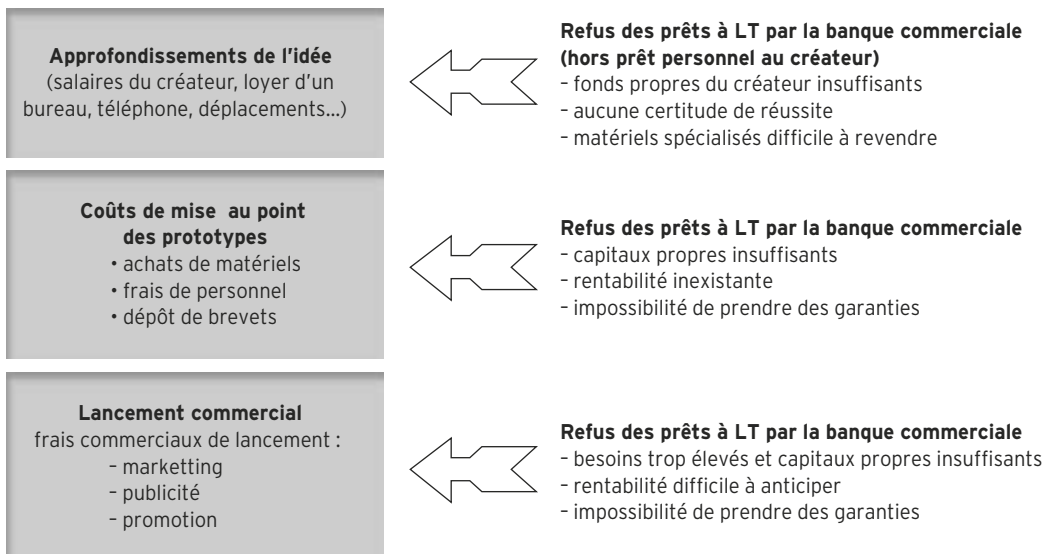 Approfondissements de l'idée
(salaires du créateur, loyer d'un
bureau, téléphone, déplacements...)
Refus des prêts à LT par la banque commerciale
(hors prêt personnel au créateur)
– fonds propres du créateur insuffisants
– aucune certitude de réussite
– matériels spécialisés difficile à revendre
Coûts de mise au point
des prototypes
• achats de matériels
• frais de personnel
• dépôt de brevets
Refus des prêts à LT par la banque commerciale
– capitaux propres insuffisants
– rentabilité inexistante
– impossibilité de prendre des garanties
Lancement commercial
frais commerciaux de lancement :
– marketting
– publicité
– promotion
Refus des prêts à LT par la banque commerciale
– besoins trop élevés et capitaux propres insuffisants
– rentabilité difficile à anticiper
– impossibilité de prendre des garanties